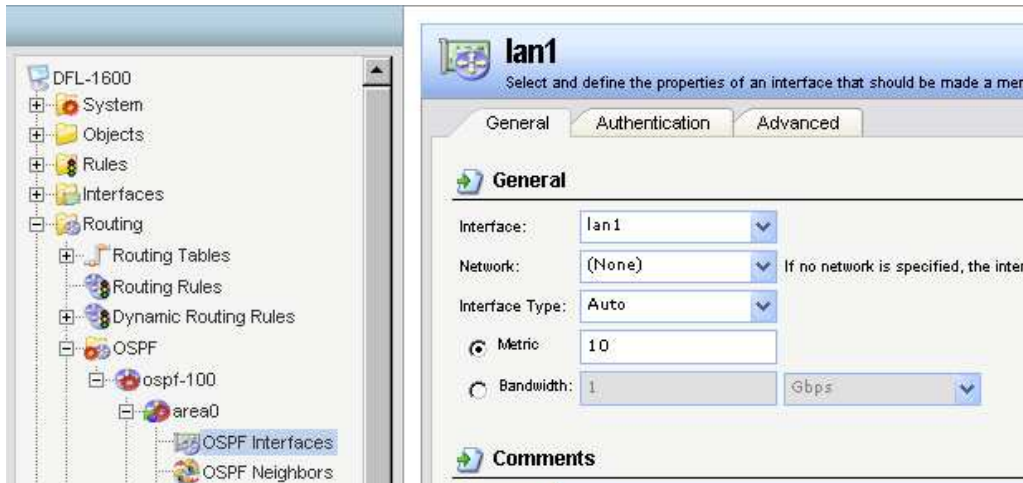 DFL-1600
System
Objects
Rules
Interfaces
Routing
Routing Tables
Routing Rules
Dynamic Routing Rules
OSPF
ospf-100
area0
OSPF Interfaces
OSPF Neighbors
lan1
Select and define the properties of an interface that should be made a mer
General Authentication Advanced
General
Interface: lan1
Network: (None) If no network is specified, the inter
Interface Type: Auto
Metric 10
Bandwidth: 1 Gbps
Comments